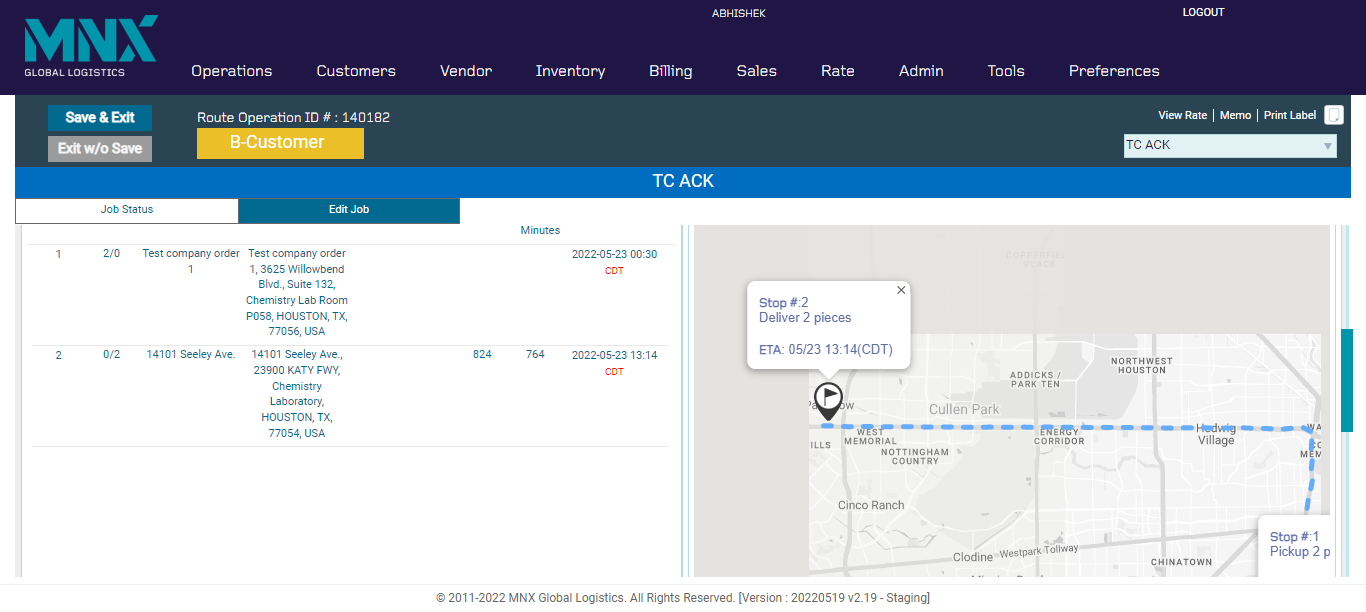 ABHISHEK
LOGOUT
MNX
GLOBAL LOGISTICS
Operations Customers Vendor Inventory Billing Sales Rate Admin Tools Preferences
Save & Exit
Exit w/o Save
Route Operation ID # : 140182
B-Customer
View Rate | Memo | Print Label
TC ACK
TC ACK
Job Status Edit Job
Minutes
1 2/0 Test company order 1 Test company order 1, 3625 Willowbend Blvd., Suite 132, Chemistry Lab Room P058, HOUSTON, TX, 77056, USA 2022-05-23 00:30 CDT
2 0/2 14101 Seeley Ave. 14101 Seeley Ave., 23900 KATY FWY, Chemistry Laboratory, HOUSTON, TX, 77054, USA 824 764 2022-05-23 13:14 CDT
COPPERFIELD
PLACE
Stop #:2
Deliver 2 pieces
ETA: 05/23 13:14(CDT)
NORTHWEST
HOUSTON
ADDICKS /
PARK TEN
Cullen Park
WEST
MEMORIAL
ILLS
ENERGY
CORRIDOR
Hedwig
Village
NOTTINGHAM
COUNTRY
Cinco Ranch
Stop #:1
Pickup 2 p
Clodine
Westpark Tollway
CHINATOWN
© 2011-2022 MNX Global Logistics. All Rights Reserved. [Version : 20220519 v2.19 - Staging]